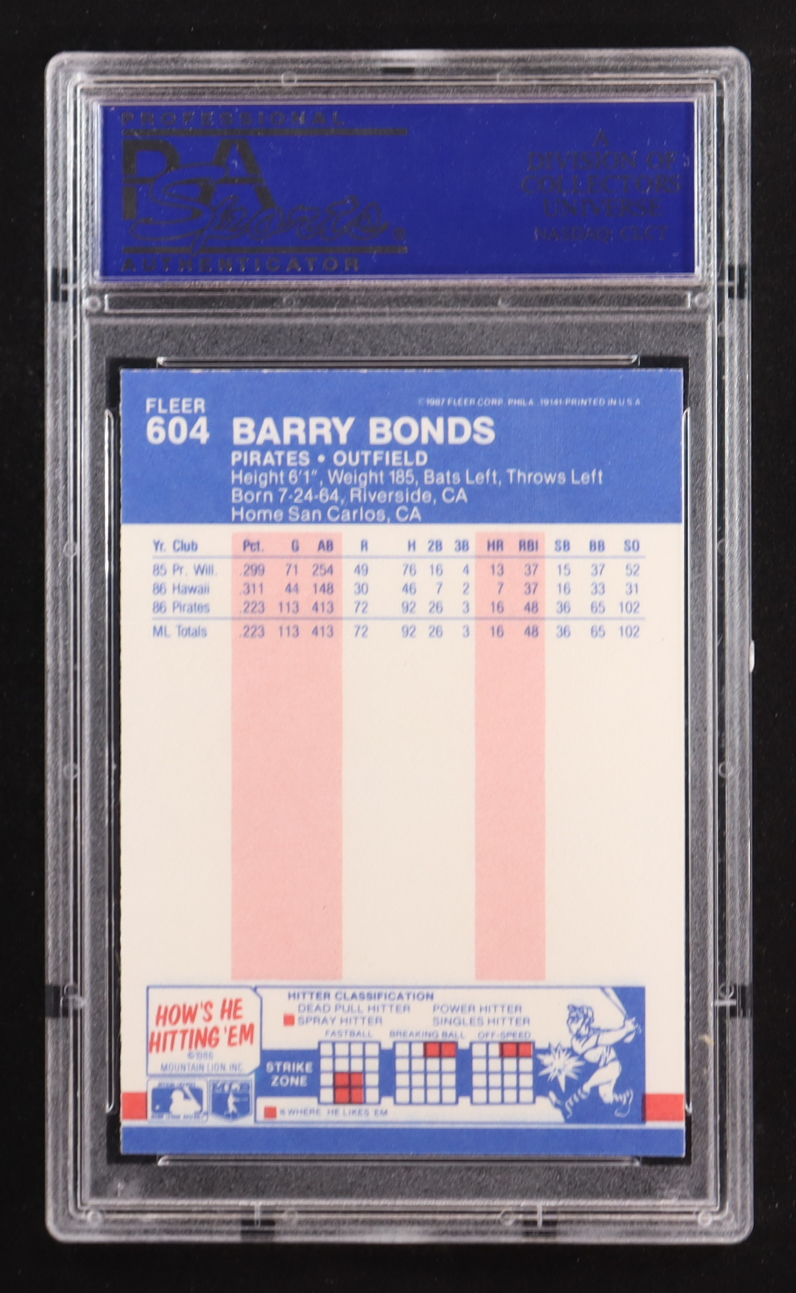 PROFESSIONAL
PSA
Sports
AUTHENTICATOR
A
DIVISION OF
COLLECTORS
UNIVERSE
NASDAQ: CLCT
FLEER
604 BARRY BONDS
©1987 FLEER CORP. PHILA. 19141-PRINTED IN U S A
PIRATES • OUTFIELD
Height 6'1", Weight 185, Bats Left, Throws Left
Born 7-24-64, Riverside, CA
Home San Carlos, CA
Yr. Club Pct. G AB R H 2B 3B HR RBI SB BB SO
85 Pr. Will. .299 71 254 49 76 16 4 13 37 15 37 52
86 Hawaii .311 44 148 30 46 7 2 7 37 16 33 31
86 Pirates .223 113 413 72 92 26 3 16 48 36 65 102
ML Totals .223 113 413 72 92 26 3 16 48 36 65 102
HOW'S HE
HITTING 'EM
©1986
MOUNTAIN LION, INC
HITTER CLASSIFICATION
DEAD PULL HITTER POWER HITTER
SPRAY HITTER SINGLES HITTER
FASTBALL BREAKING BALL OFF-SPEED
STRIKE
ZONE
IS WHERE HE LIKES 'EM